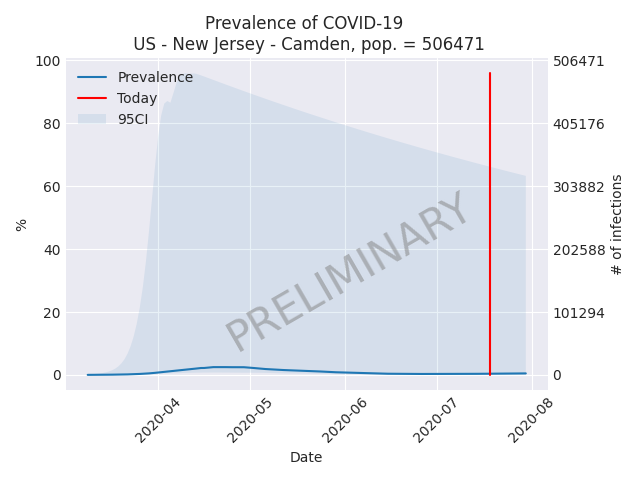 Prevalence of COVID-19
US - New Jersey - Camden, pop. = 506471
100
80
60
40
20
0
%
506471
405176
303882
202588
101294
0
# of infections
Prevalence
Today
95CI
PRELIMINARY
2020-04
2020-05
2020-06
2020-07
2020-08
Date